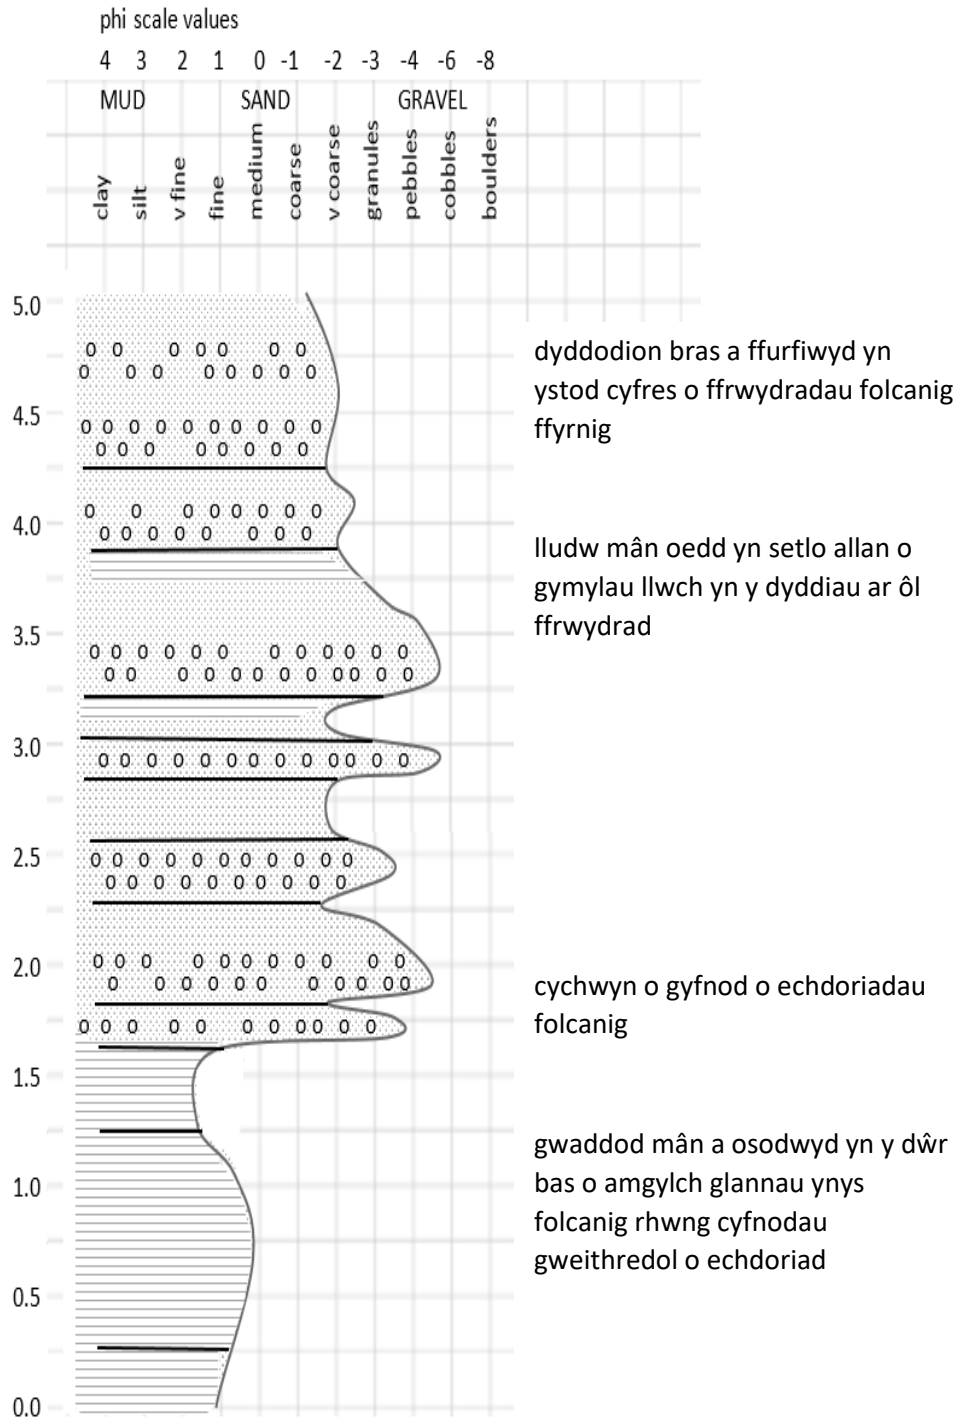 phi scale values
4 3 2 1 0 -1 -2 -3 -4 -6 -8
MUD SAND GRAVEL
clay
silt
v fine
fine
medium
coarse
v coarse
granules
pebbles
cobbles
boulders
5.0
dyddodion bras a ffurfiwyd yn
ystod cyfres o ffrwydradau folcanig
ffyrnig
4.5
4.0
lludw mân oedd yn setlo allan o
gymylau llwch yn y dyddiau ar ôl
ffrwydrad
3.5
3.0
2.5
2.0
cychwyn o gyfnod o echdoriadau
folcanig
1.5
gwaddod mân a osodwyd yn y dŵr
bas o amgylch glannau ynys
folcanig rhwng cyfnodau
gweithredol o echdoriad
1.0
0.5
0.0